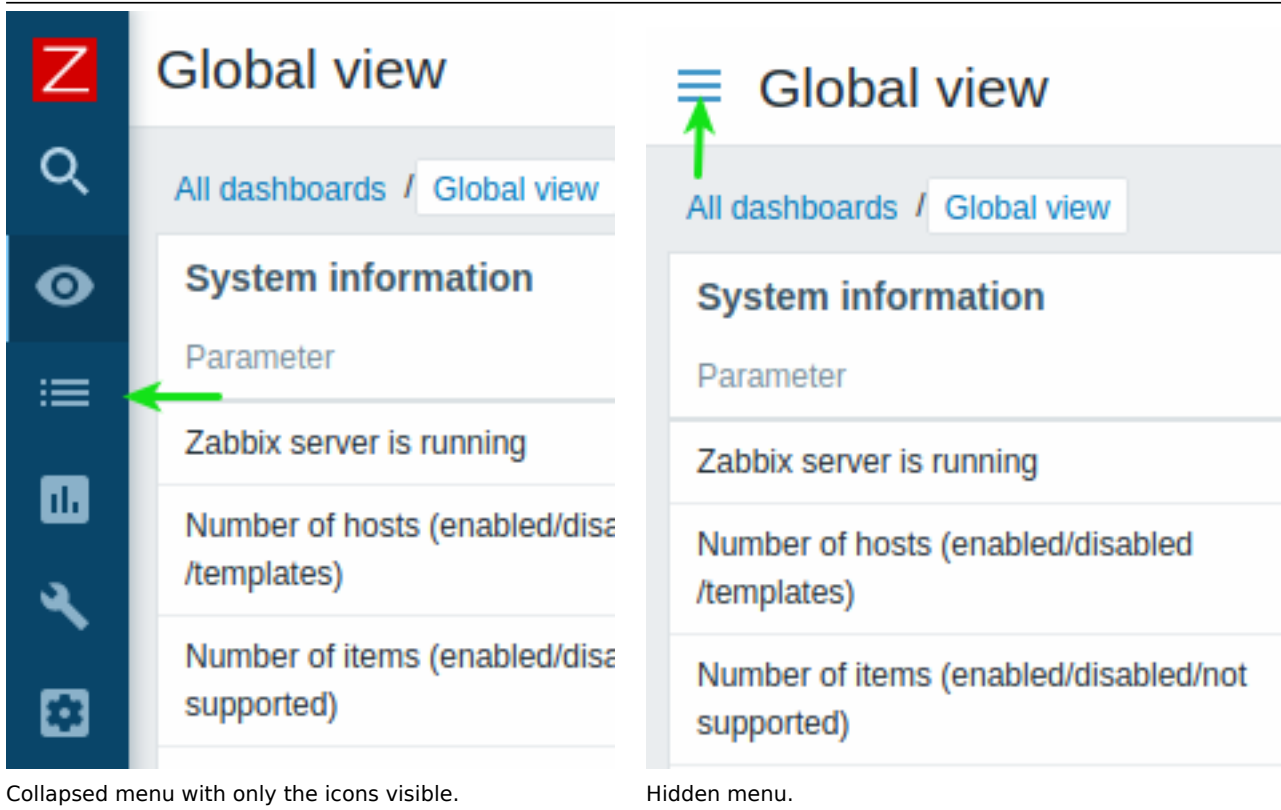 Z
Global view
All dashboards / Global view
System information
Parameter
Zabbix server is running
Number of hosts (enabled/disa
/templates)
Number of items (enabled/disa
supported)
Collapsed menu with only the icons visible.
Global view
All dashboards / Global view
System information
Parameter
Zabbix server is running
Number of hosts (enabled/disabled
/templates)
Number of items (enabled/disabled/not
supported)
Hidden menu.